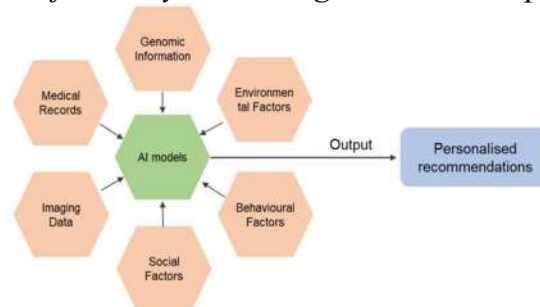 Genomic
Information
Medical
Records
Environmen
tal Factors
AI models
Output
Personalised
recommendations
Imaging
Data
Behavioural
Factors
Social
Factors